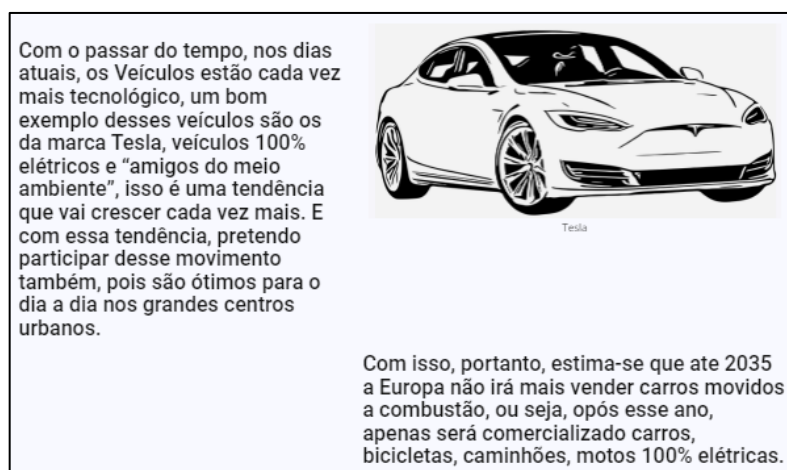 Com o passar do tempo, nos dias
atuais, os Veículos estão cada vez
mais tecnológico, um bom
exemplo desses veículos são os
da marca Tesla, veículos 100%
elétricos e “amigos do meio
ambiente”, isso é uma tendência
que vai crescer cada vez mais. E
com essa tendência, pretendo
participar desse movimento
também, pois são ótimos para o
dia a dia nos grandes centros
urbanos.
Tesla
Com isso, portanto, estima-se que ate 2035
a Europa não irá mais vender carros movidos
a combustão, ou seja, opós esse ano,
apenas será comercializado carros,
bicicletas, caminhões, motos 100% elétricas.